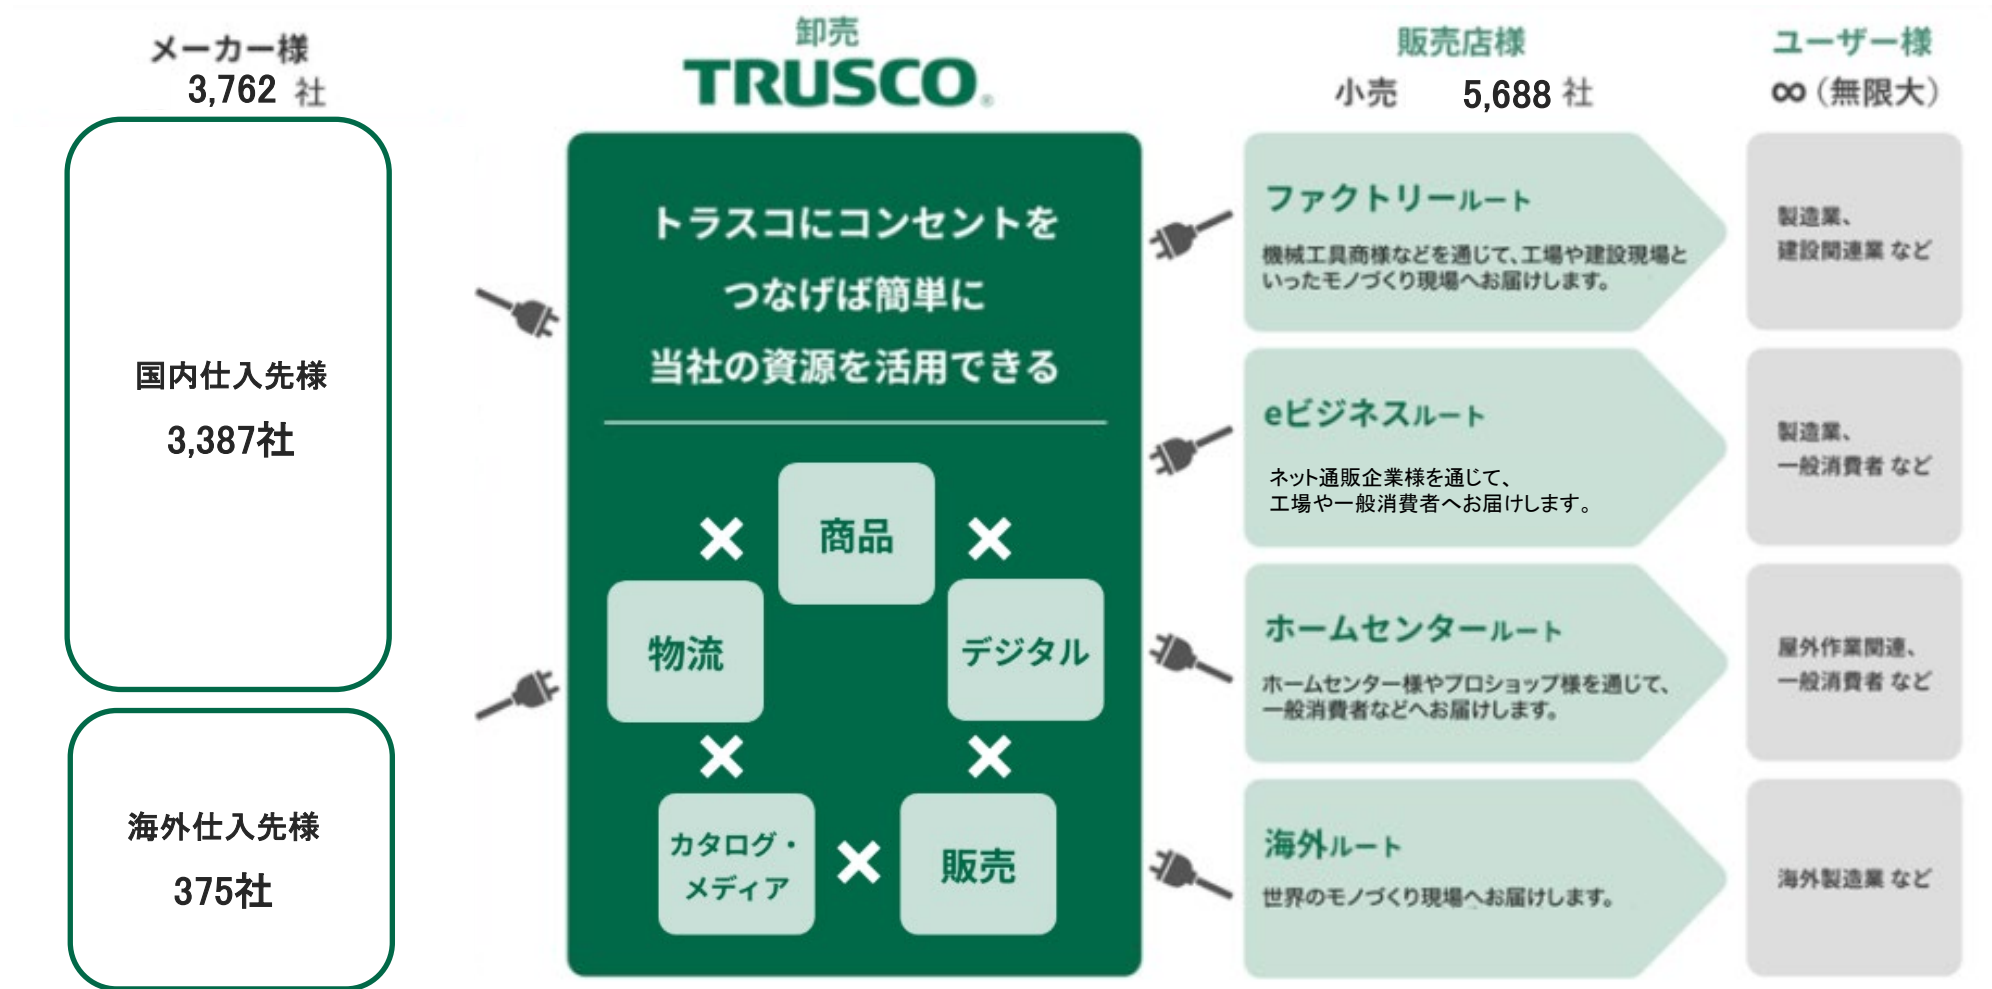 メーカー様
3,762 社
国内仕入先様
3,387社
海外仕入先様
375社
卸売
TRUSCO®
トラスコにコンセントを
つなげば簡単に
当社の資源を活用できる
商品
物流
デジタル
カタログ・
メディア
販売
販売店様
小売 5,688 社
ファクトリールート
機械工具商様などを通じて、工場や建設現場と
いったモノづくり現場へお届けします。
eビジネスルート
ネット通販企業様を通じて、
工場や一般消費者へお届けします。
ホームセンタールート
ホームセンター様やプロショップ様を通じて、
一般消費者などへお届けします。
海外ルート
世界のモノづくり現場へお届けします。
ユーザー様
∞（無限大）
製造業、
建設関連業 など
製造業、
一般消費者 など
屋外作業関連、
一般消費者 など
海外製造業 など